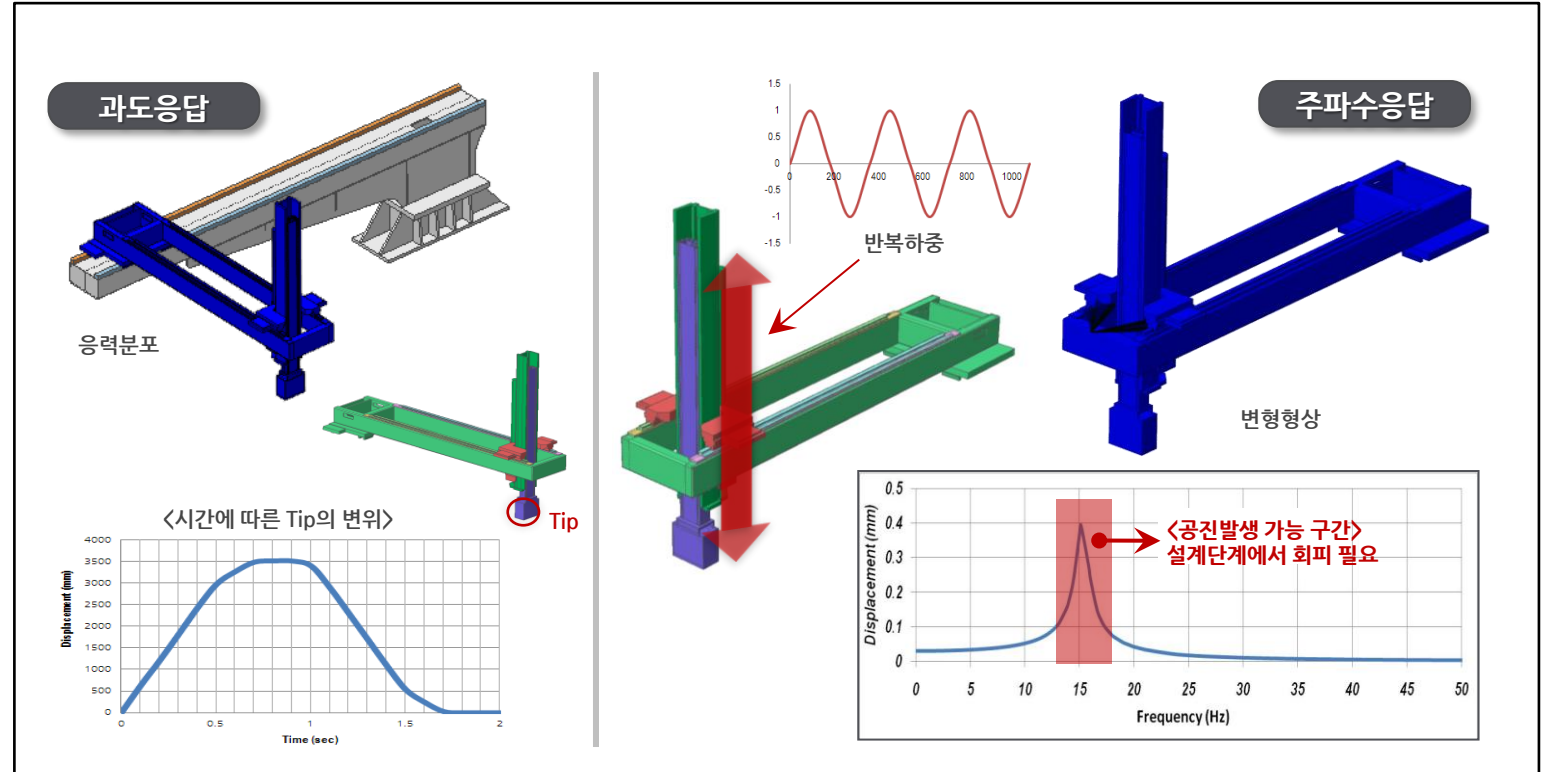 과도응답
응력분포
Tip
<시간에 따른 Tip의 변위>
Displacement (mm)
4000
3500
3000
2500
2000
1500
1000
500
0
0 0.5 1 1.5 2
Time (sec)
주파수응답
1.5
1
0.5
0
-0.5
-1
-1.5
0 200 400 600 800 1000
반복하중
변형형상
Displacement (mm)
0.5
0.4
0.3
0.2
0.1
0
<공진발생 가능 구간>
설계단계에서 회피 필요
0 5 10 15 20 25 30 35 40 45 50
Frequency (Hz)